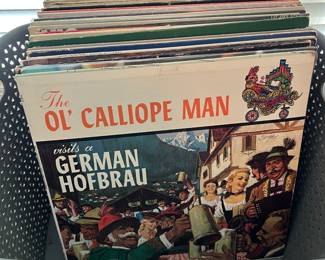 The
OL' CALLIOPE MAN
visits a
GERMAN
HOFBRAU